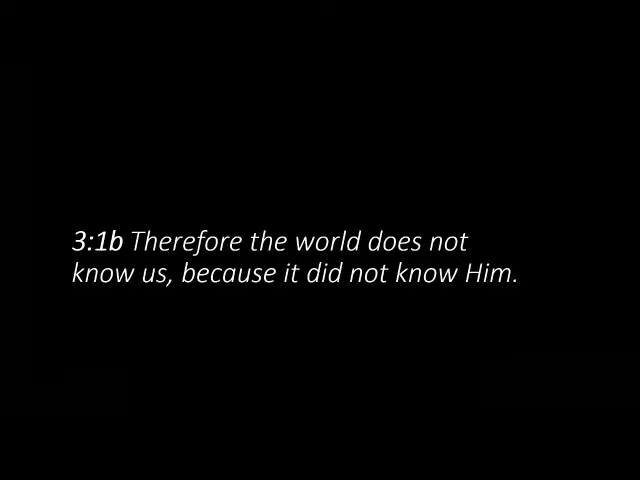 3:1b Therefore the world does not
know us, because it did not know Him.